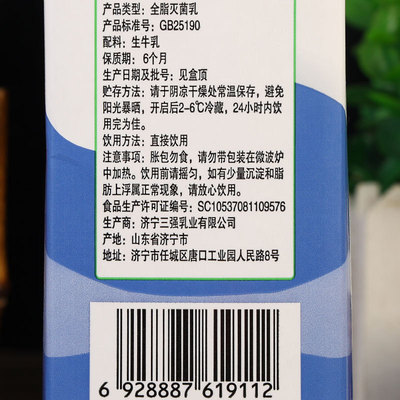 产品类型：全脂灭菌乳
产品标准号：GB25190
配料：生牛乳
保质期：6个月
生产日期及批号：见盒顶
贮存方法：请于阴凉干燥处常温保存，避免
阳光暴晒，开启后2-6℃冷藏，24小时内饮
用完为佳。
饮用方法：直接饮用
注意事项：胀包勿食，请勿带包装在微波炉
中加热。饮用前请摇匀，如有少量沉淀和脂
肪上浮属正常现象，请放心饮用。
食品生产许可证编号：SC10537081109576
生产商：济宁三强乳业有限公司
产地：山东省济宁市
地址：济宁市任城区唐口工业园人民路8号
6 928887 619112